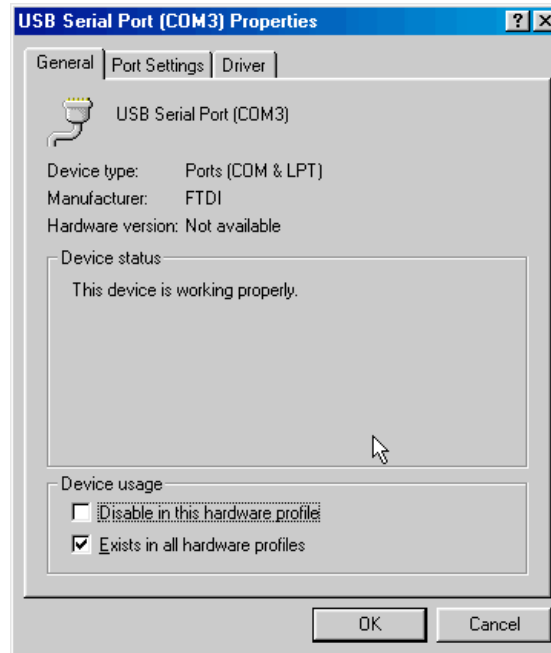 USB Serial Port (COM3) Properties ? X
General Port Settings Driver
USB Serial Port (COM3)
Device type: Ports (COM & LPT)
Manufacturer: FTDI
Hardware version: Not available
Device status
This device is working properly.
Device usage
Disable in this hardware profile
Exists in all hardware profiles
OK Cancel